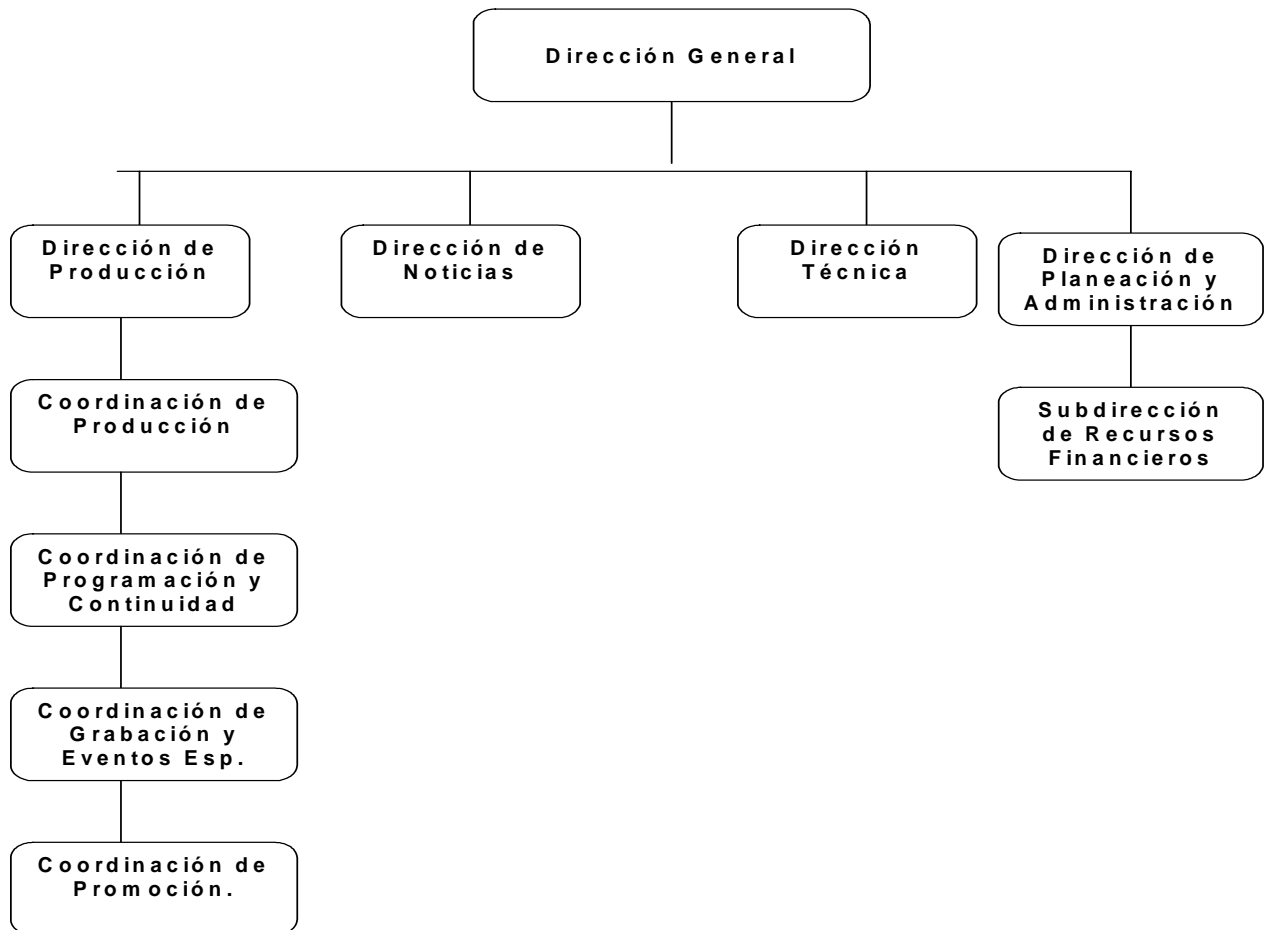 Dirección General
Dirección de
Producción
Dirección de
Noticias
Dirección
Técnica
Dirección de
Planeación y
Administración
Coordinación de
Producción
Subdirección
de Recursos
Financieros
Coordinación de
Programación y
Continuidad
Coordinación de
Grabación y
Eventos Esp.
Coordinación de
Promoción.